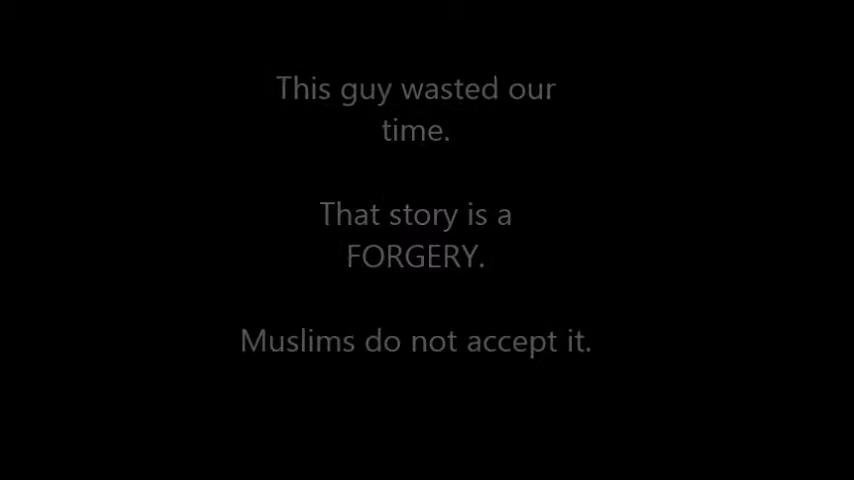 This guy wasted our
time.
That story is a
FORGERY.
Muslims do not accept it.